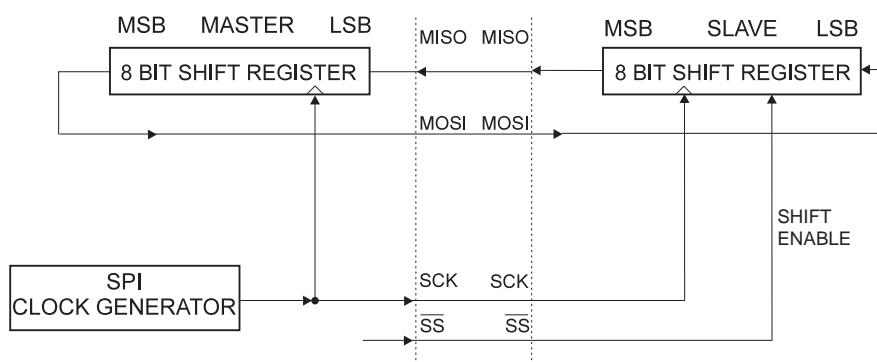 MSB MASTER LSB
MISO MISO
MSB SLAVE LSB
8 BIT SHIFT REGISTER
8 BIT SHIFT REGISTER
MOSI MOSI
SHIFT
ENABLE
SPI
CLOCK GENERATOR
SCK SCK
SS SS